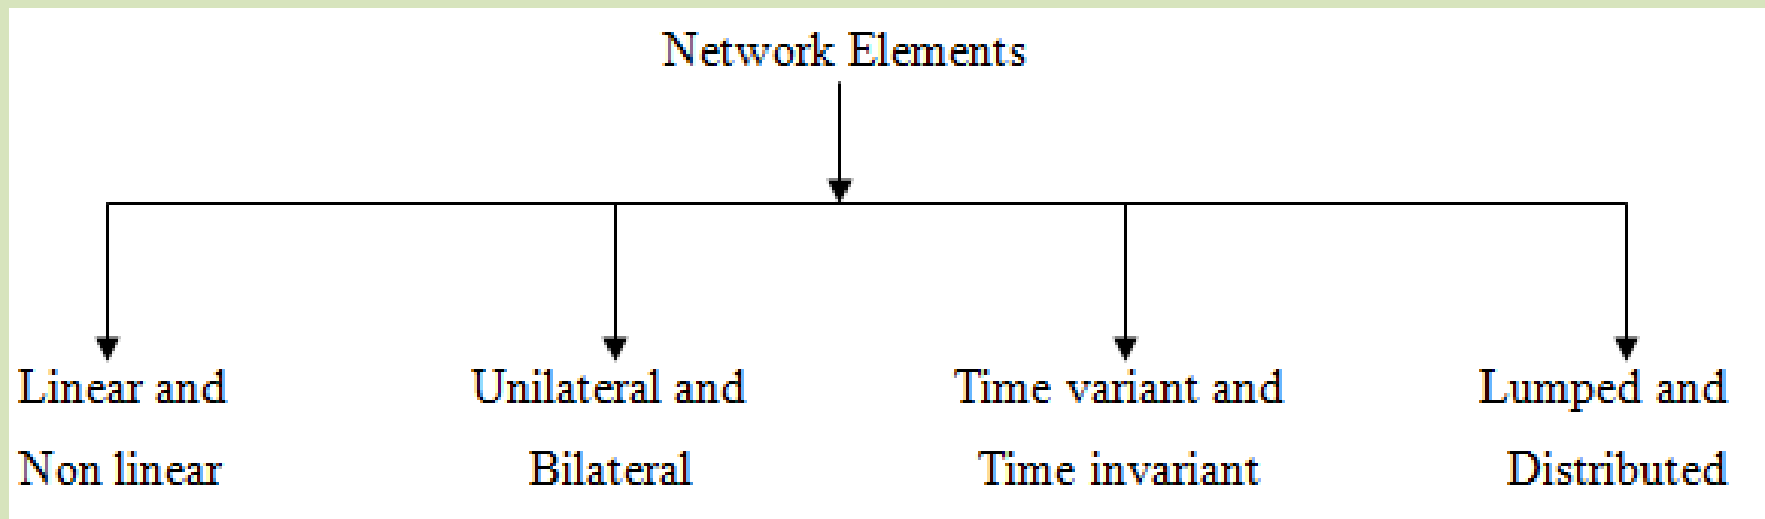 Network Elements
Linear and
Non linear
Unilateral and
Bilateral
Time variant and
Time invariant
Lumped and
Distributed